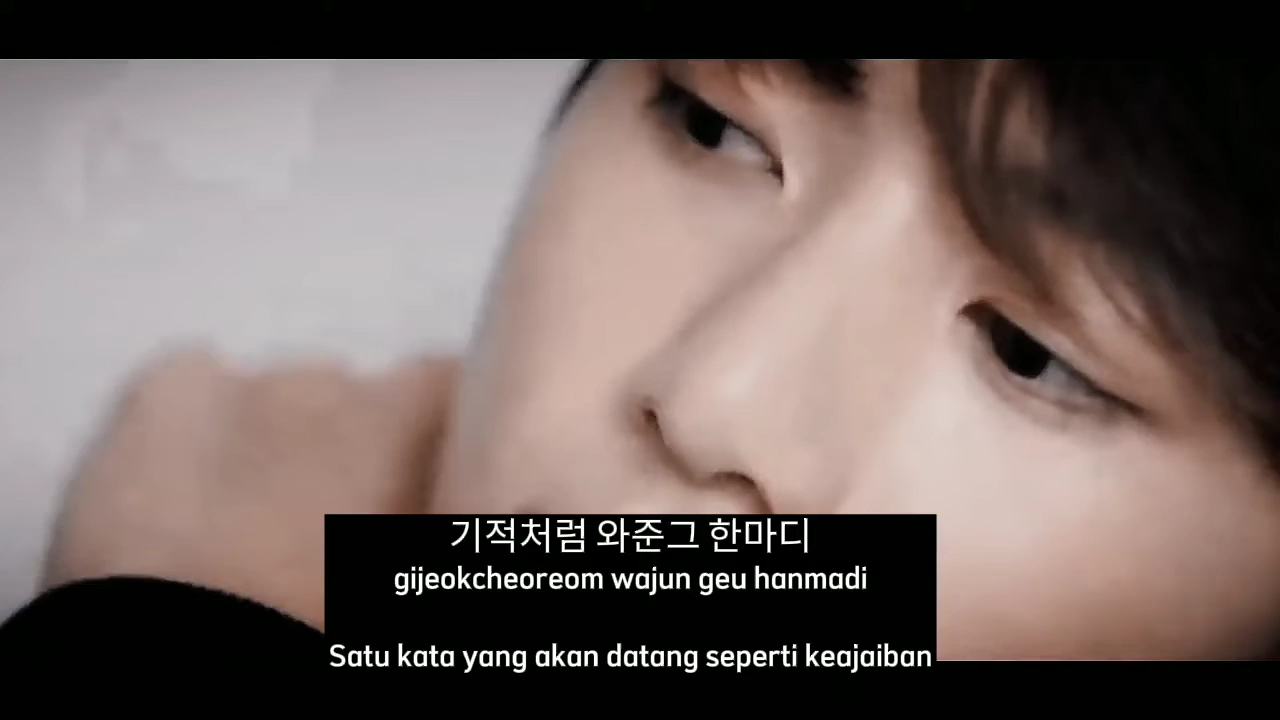 기적처럼 와준그 한마디
gijeokcheoreom wajun geu hanmadi
Satu kata yang akan datang seperti keajaiban